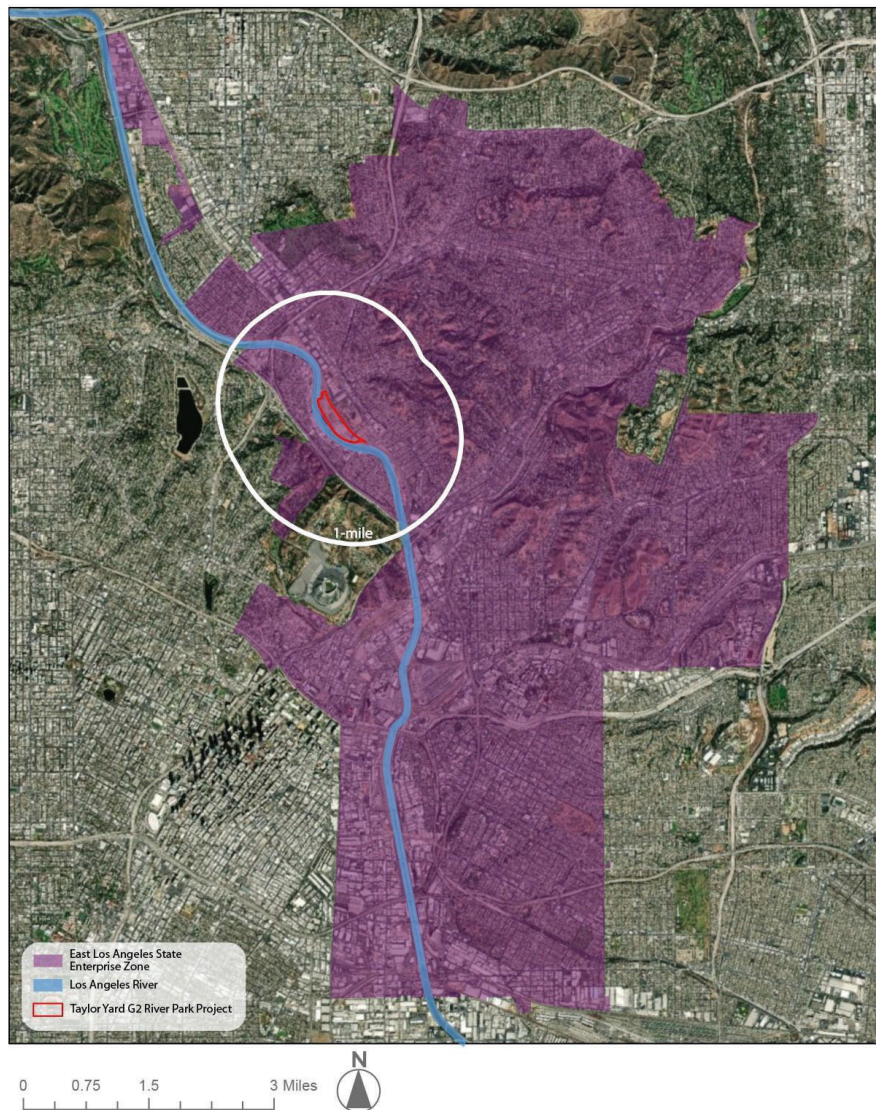 1-mile
East Los Angeles State
Enterprise Zone
Los Angeles River
Taylor Yard G2 River Park Project
N
0 0.75 1.5 3 Miles